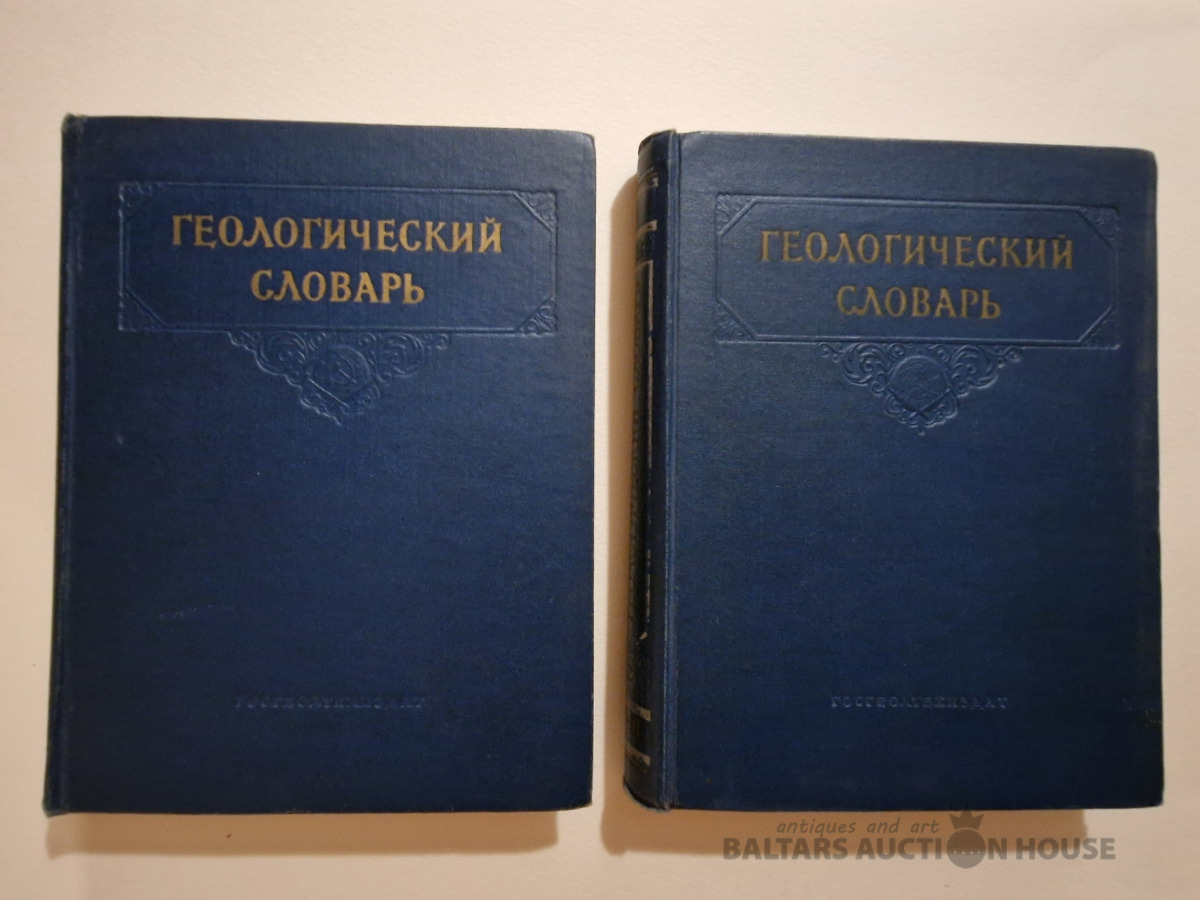 ГЕОЛОГИЧЕСКИЙ
СЛОВАРЬ
ГОСГЕОЛТЕХИЗДАТ
ГЕОЛОГИЧЕСКИЙ
СЛОВАРЬ
ГОСГЕОЛТЕХИЗДАТ
antiques and art
BALTARS AUCTION HOUSE